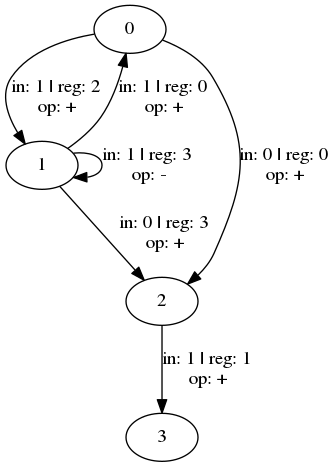 0
in: 1 | reg: 2
op: +
in: 1 | reg: 0
op: +
in: 0 | reg: 0
op: +
1
in: 1 | reg: 3
op: -
in: 0 | reg: 3
op: +
2
in: 1 | reg: 1
op: +
3